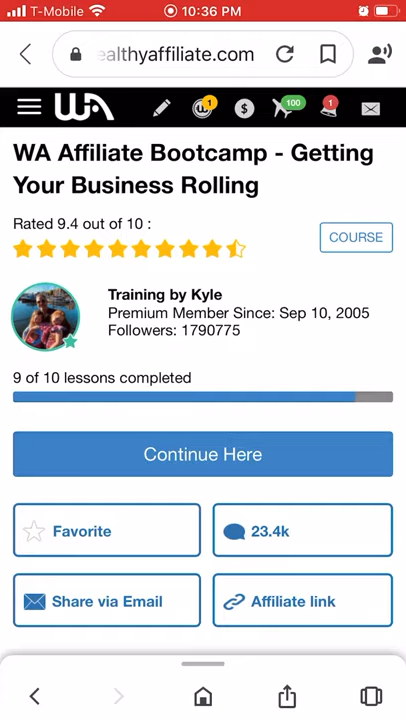 T-Mobile 10:36 PM
ealthyaffiliate.com
WA 1 $ 100 1
WA Affiliate Bootcamp - Getting
Your Business Rolling
Rated 9.4 out of 10 :
COURSE
Training by Kyle
Premium Member Since: Sep 10, 2005
Followers: 1790775
9 of 10 lessons completed
Continue Here
Favorite
23.4k
Share via Email
Affiliate link